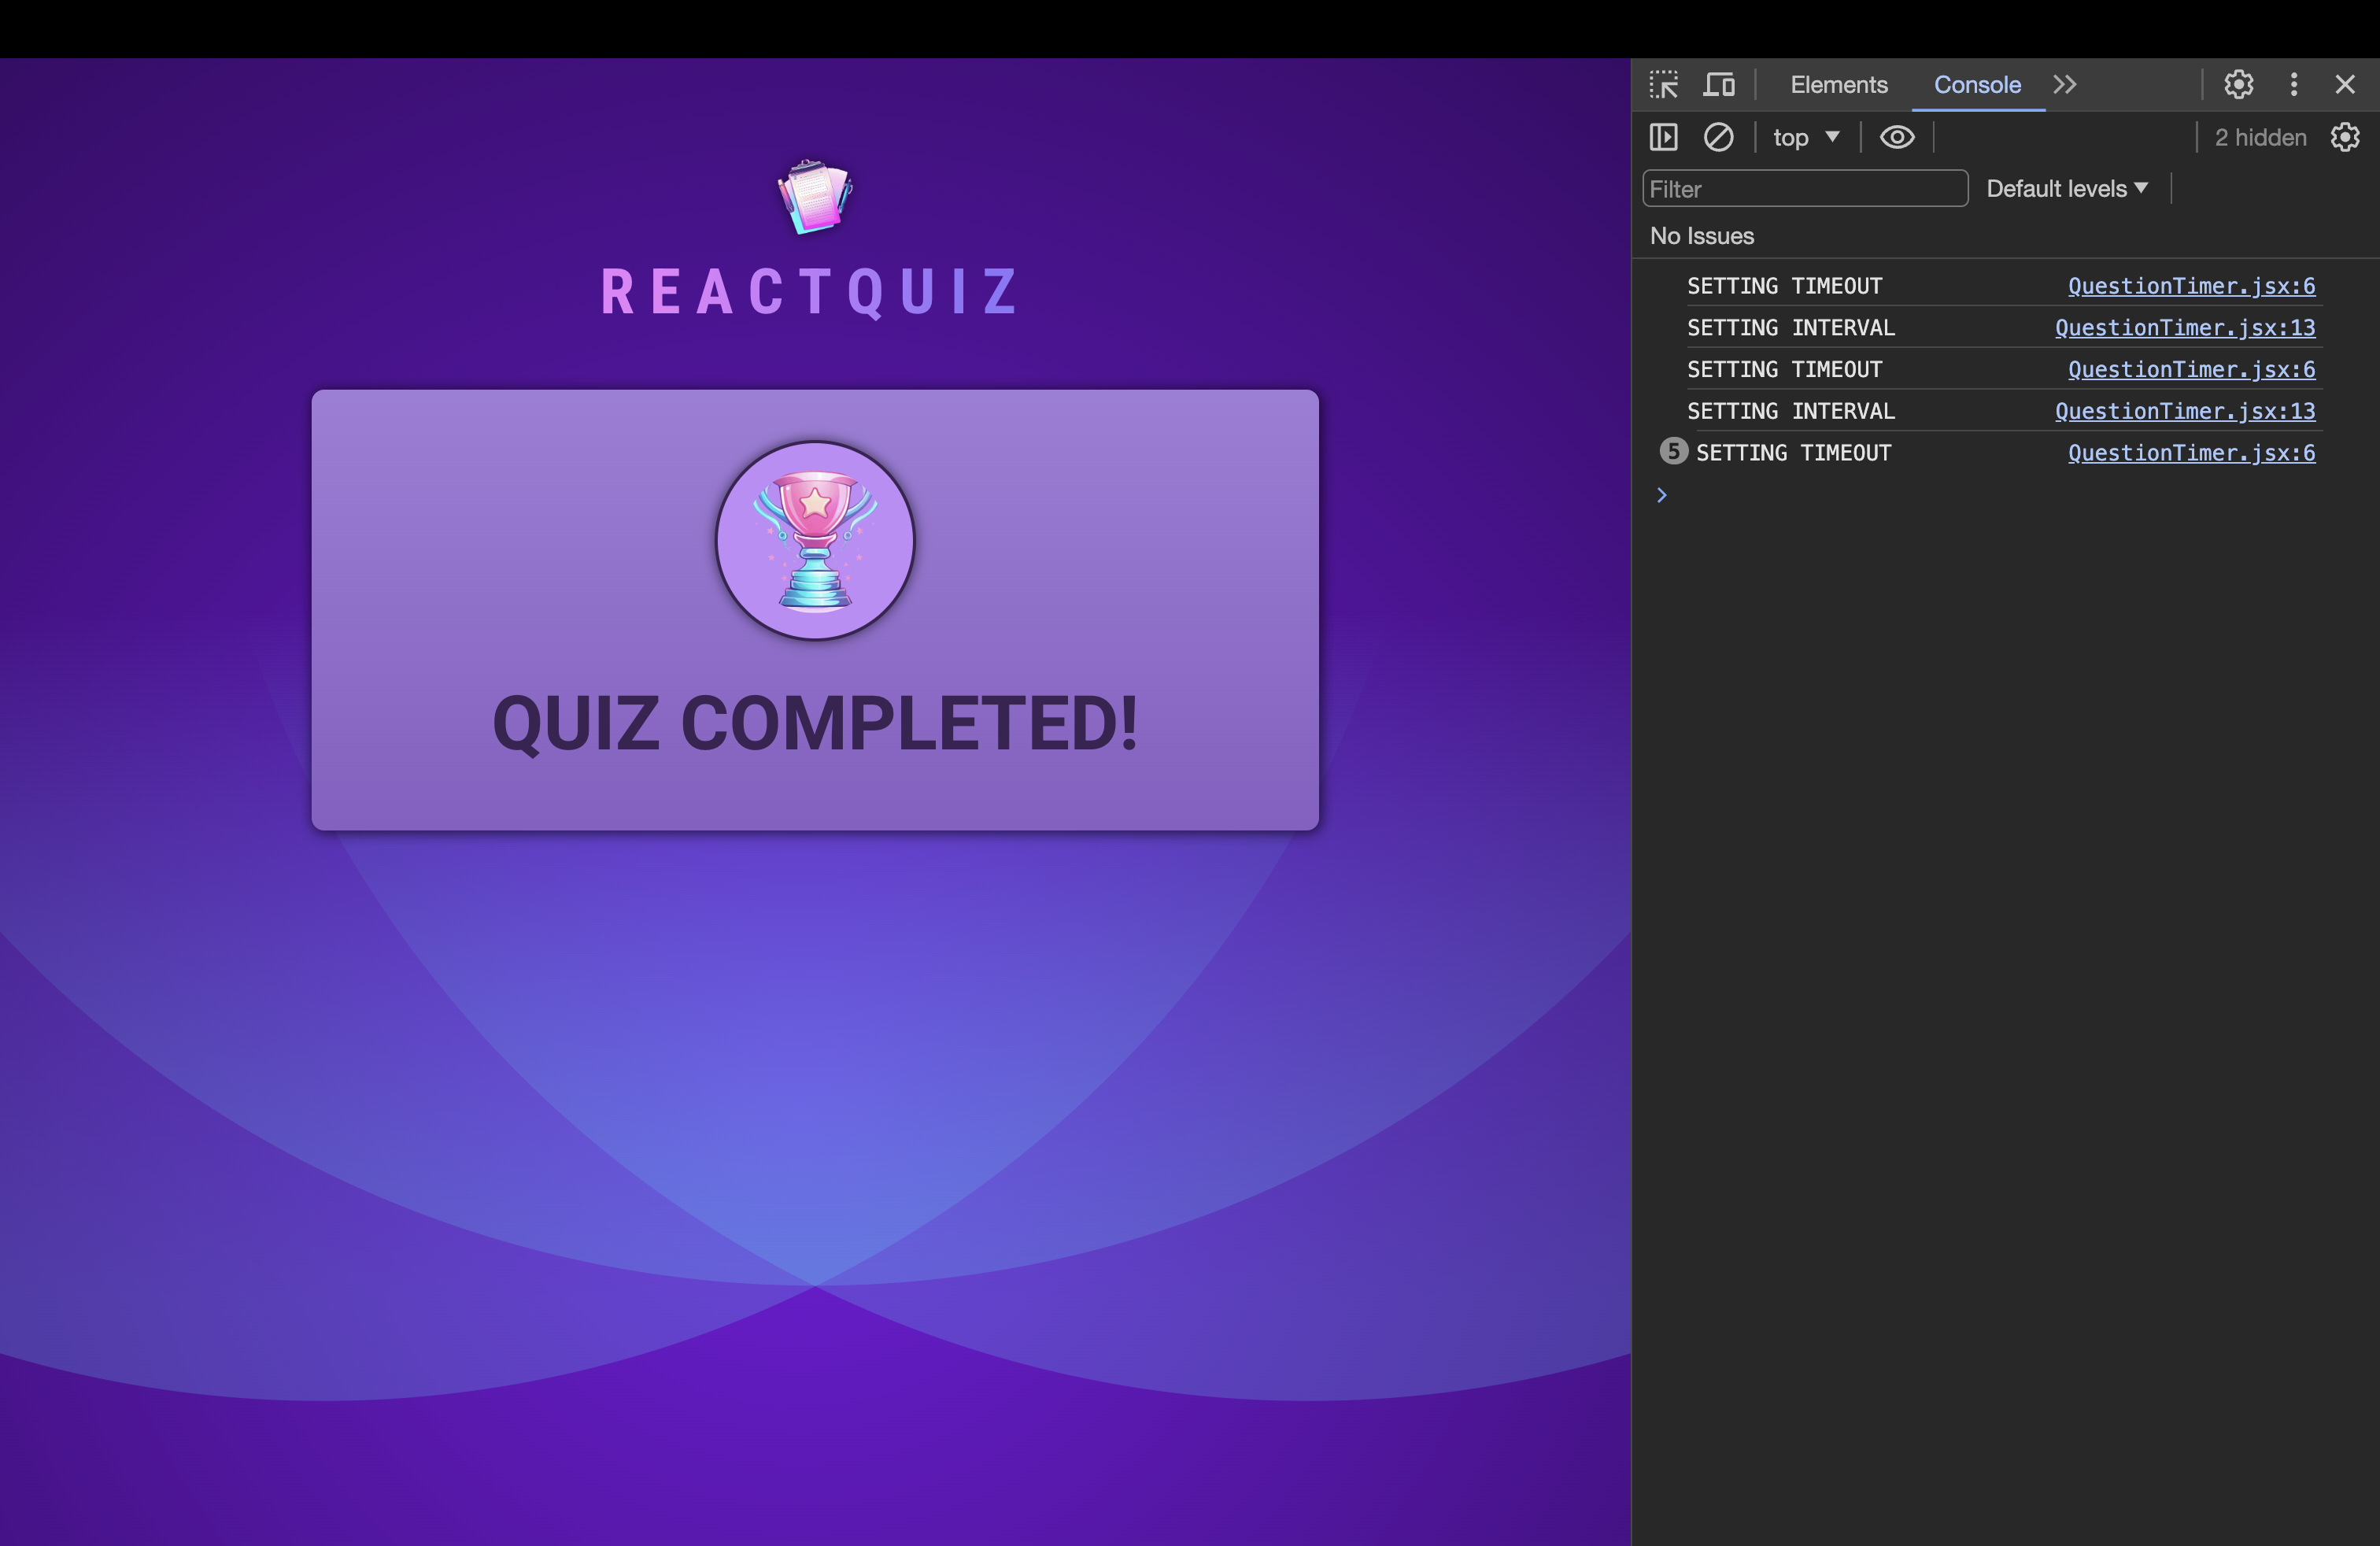 REACTQUIZ
QUIZ COMPLETED!
Elements Console
top 2 hidden
Filter Default levels
No Issues
SETTING TIMEOUT QuestionTimer.jsx:6
SETTING INTERVAL QuestionTimer.jsx:13
SETTING TIMEOUT QuestionTimer.jsx:6
SETTING INTERVAL QuestionTimer.jsx:13
5 SETTING TIMEOUT QuestionTimer.jsx:6